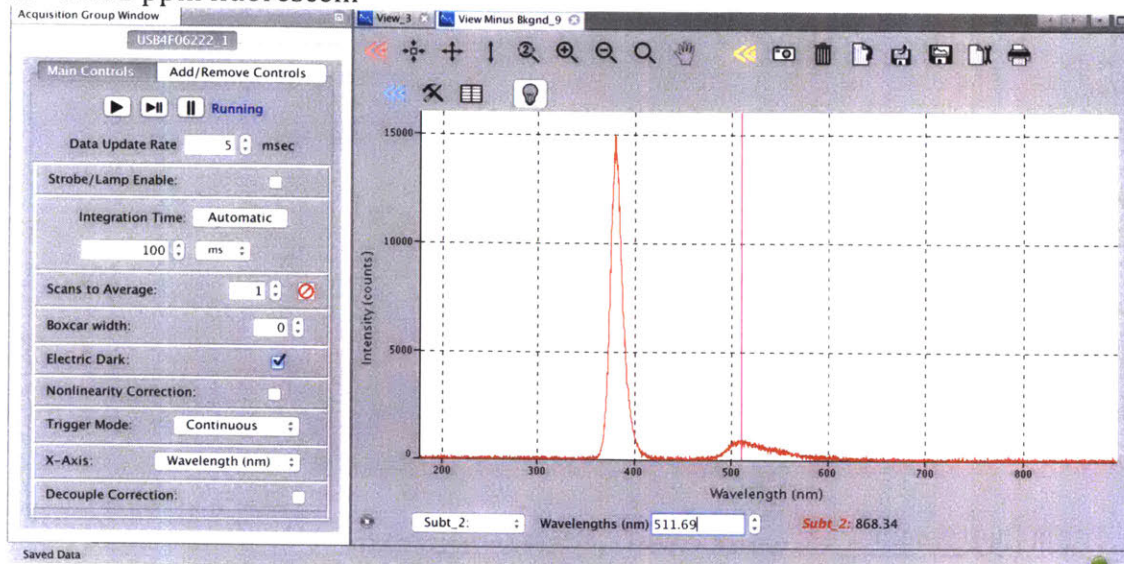 ppm fluorescein
Acquisition Group Window
USB4F06222_1
Main Controls
Add/Remove Controls
Running
Data Update Rate 5 msec
Strobe/Lamp Enable:
Integration Time: Automatic
100 ms
Scans to Average: 1
Boxcar width: 0
Electric Dark:
Nonlinearity Correction:
Trigger Mode: Continuous
X-Axis: Wavelength (nm)
Decouple Correction:
Saved Data
View_3
View Minus Bkgnd_9
15000
10000
5000
0
Intensity (counts)
200 300 400 500 600 700 800
Wavelength (nm)
Subt_2: Wavelengths (nm) 511.69 Subt_2: 868.34